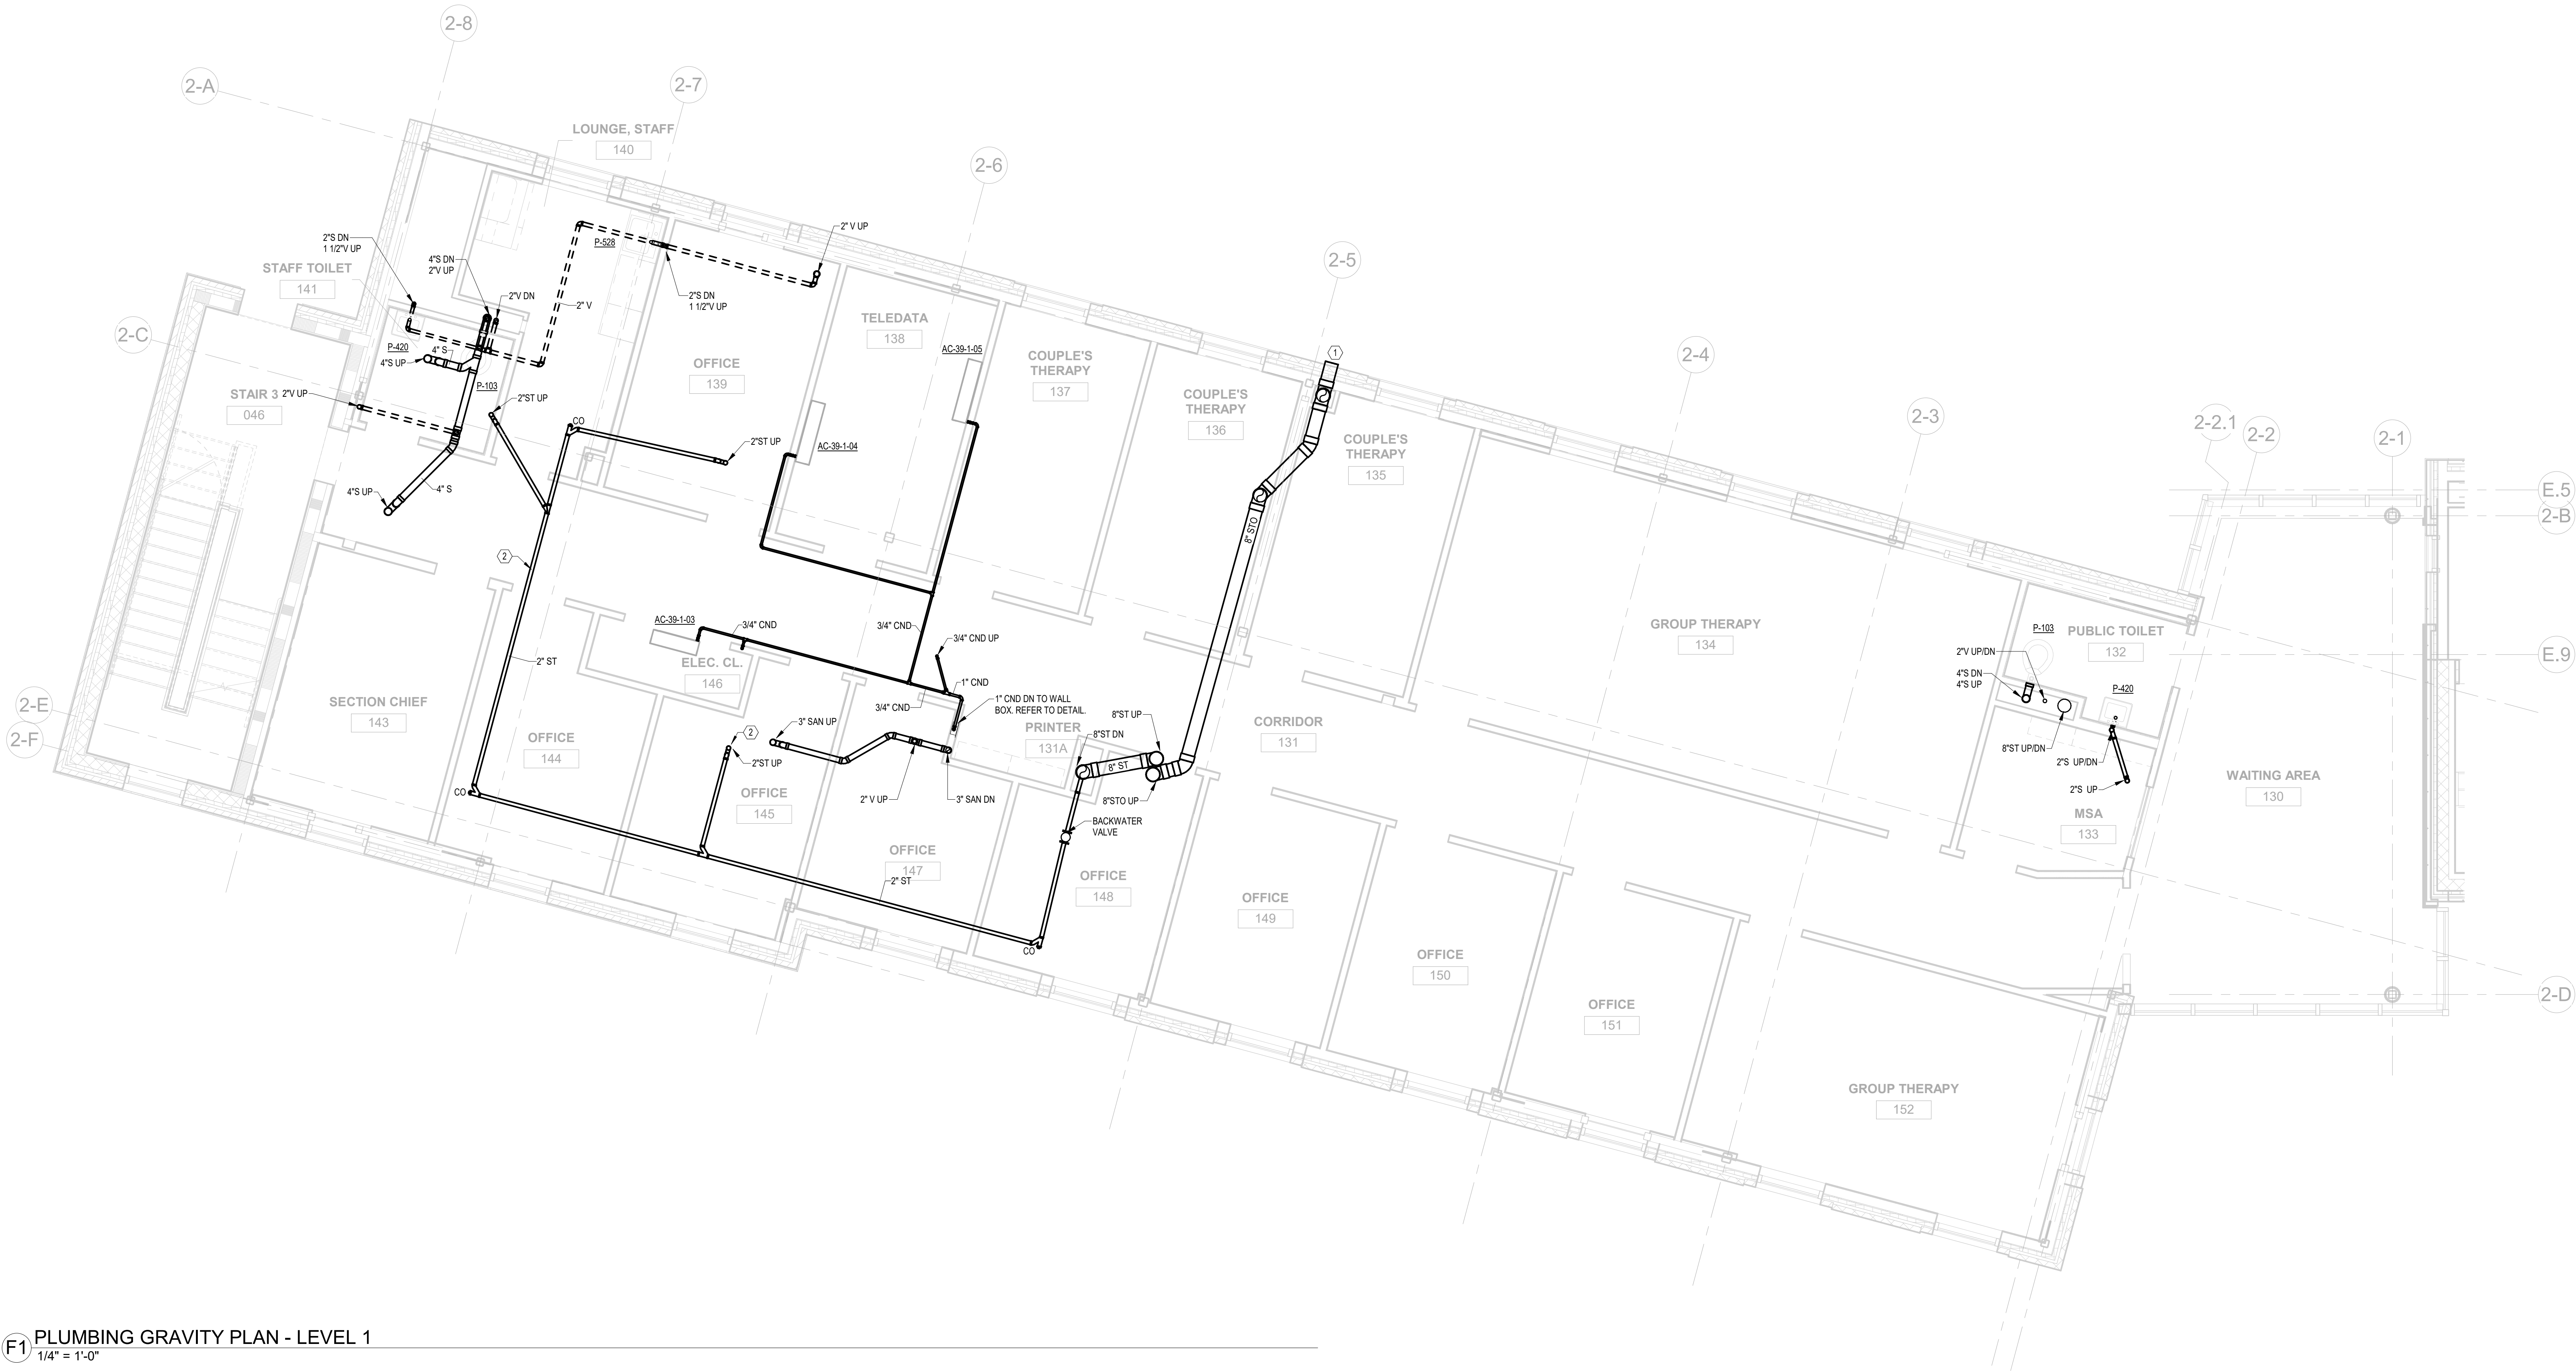 2-8
2-A
2-7
LOUNGE, STAFF
140
2-6
2"S DN
1 1/2"V UP
P-528
2" V UP
4"S DN
2"V UP
STAFF TOILET
141
2"V DN
2" V
2"S DN
1 1/2"V UP
2-5
2-C
TELEDATA
138
P-420
4" S
4"S UP
OFFICE
139
AC-39-1-05
COUPLE'S
THERAPY
137
1
2-4
P-103
STAIR 3
046
2"V UP
2"ST UP
CO
COUPLE'S
THERAPY
136
2-3
2-2.1
2-2
2-1
2"ST UP
AC-39-1-04
COUPLE'S
THERAPY
135
4"S UP
4" S
E.5
2-B
8" STO
2
AC-39-1-03
3/4" CND
3/4" CND
3/4" CND UP
GROUP THERAPY
134
P-103
PUBLIC TOILET
132
2"V UP/DN
E.9
2" ST
ELEC. CL.
146
1" CND
4"S DN
4"S UP
P-420
2-E
SECTION CHIEF
143
3/4" CND
1" CND DN TO WALL
BOX. REFER TO DETAIL.
8"ST UP
CORRIDOR
131
3" SAN UP
PRINTER
131A
8"ST DN
2-F
OFFICE
144
2
2"ST UP
8" ST
8"ST UP/DN
2"S UP/DN
WAITING AREA
130
CO
OFFICE
145
2" V UP
3" SAN DN
8"STO UP
2"S UP
MSA
133
BACKWATER
VALVE
OFFICE
147
2" ST
OFFICE
148
OFFICE
149
CO
OFFICE
150
2-D
OFFICE
151
GROUP THERAPY
152
F1
PLUMBING GRAVITY PLAN - LEVEL 1
1/4" = 1'-0"